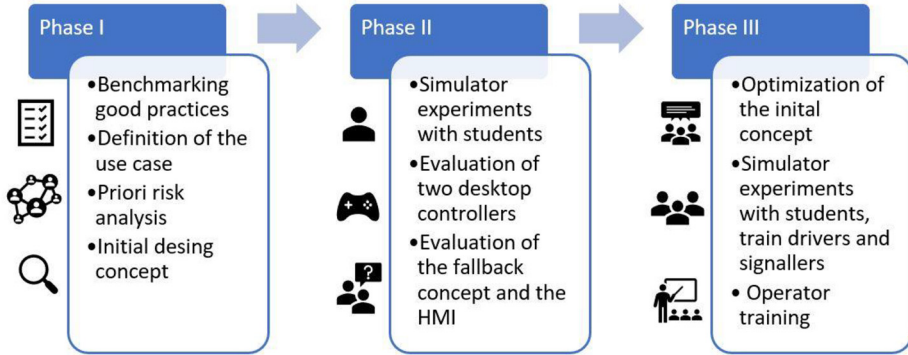 Phase I
•Benchmarking
good practices
•Definition of the
use case
•Priori risk
analysis
•Initial desing
concept
Phase II
•Simulator
experiments
with students
•Evaluation of
two desktop
controllers
•Evaluation of
the fallback
concept and the
HMI
?
Phase III
•Optimization of
the inital
concept
•Simulator
experiments
with students,
train drivers and
signallers
• Operator
training